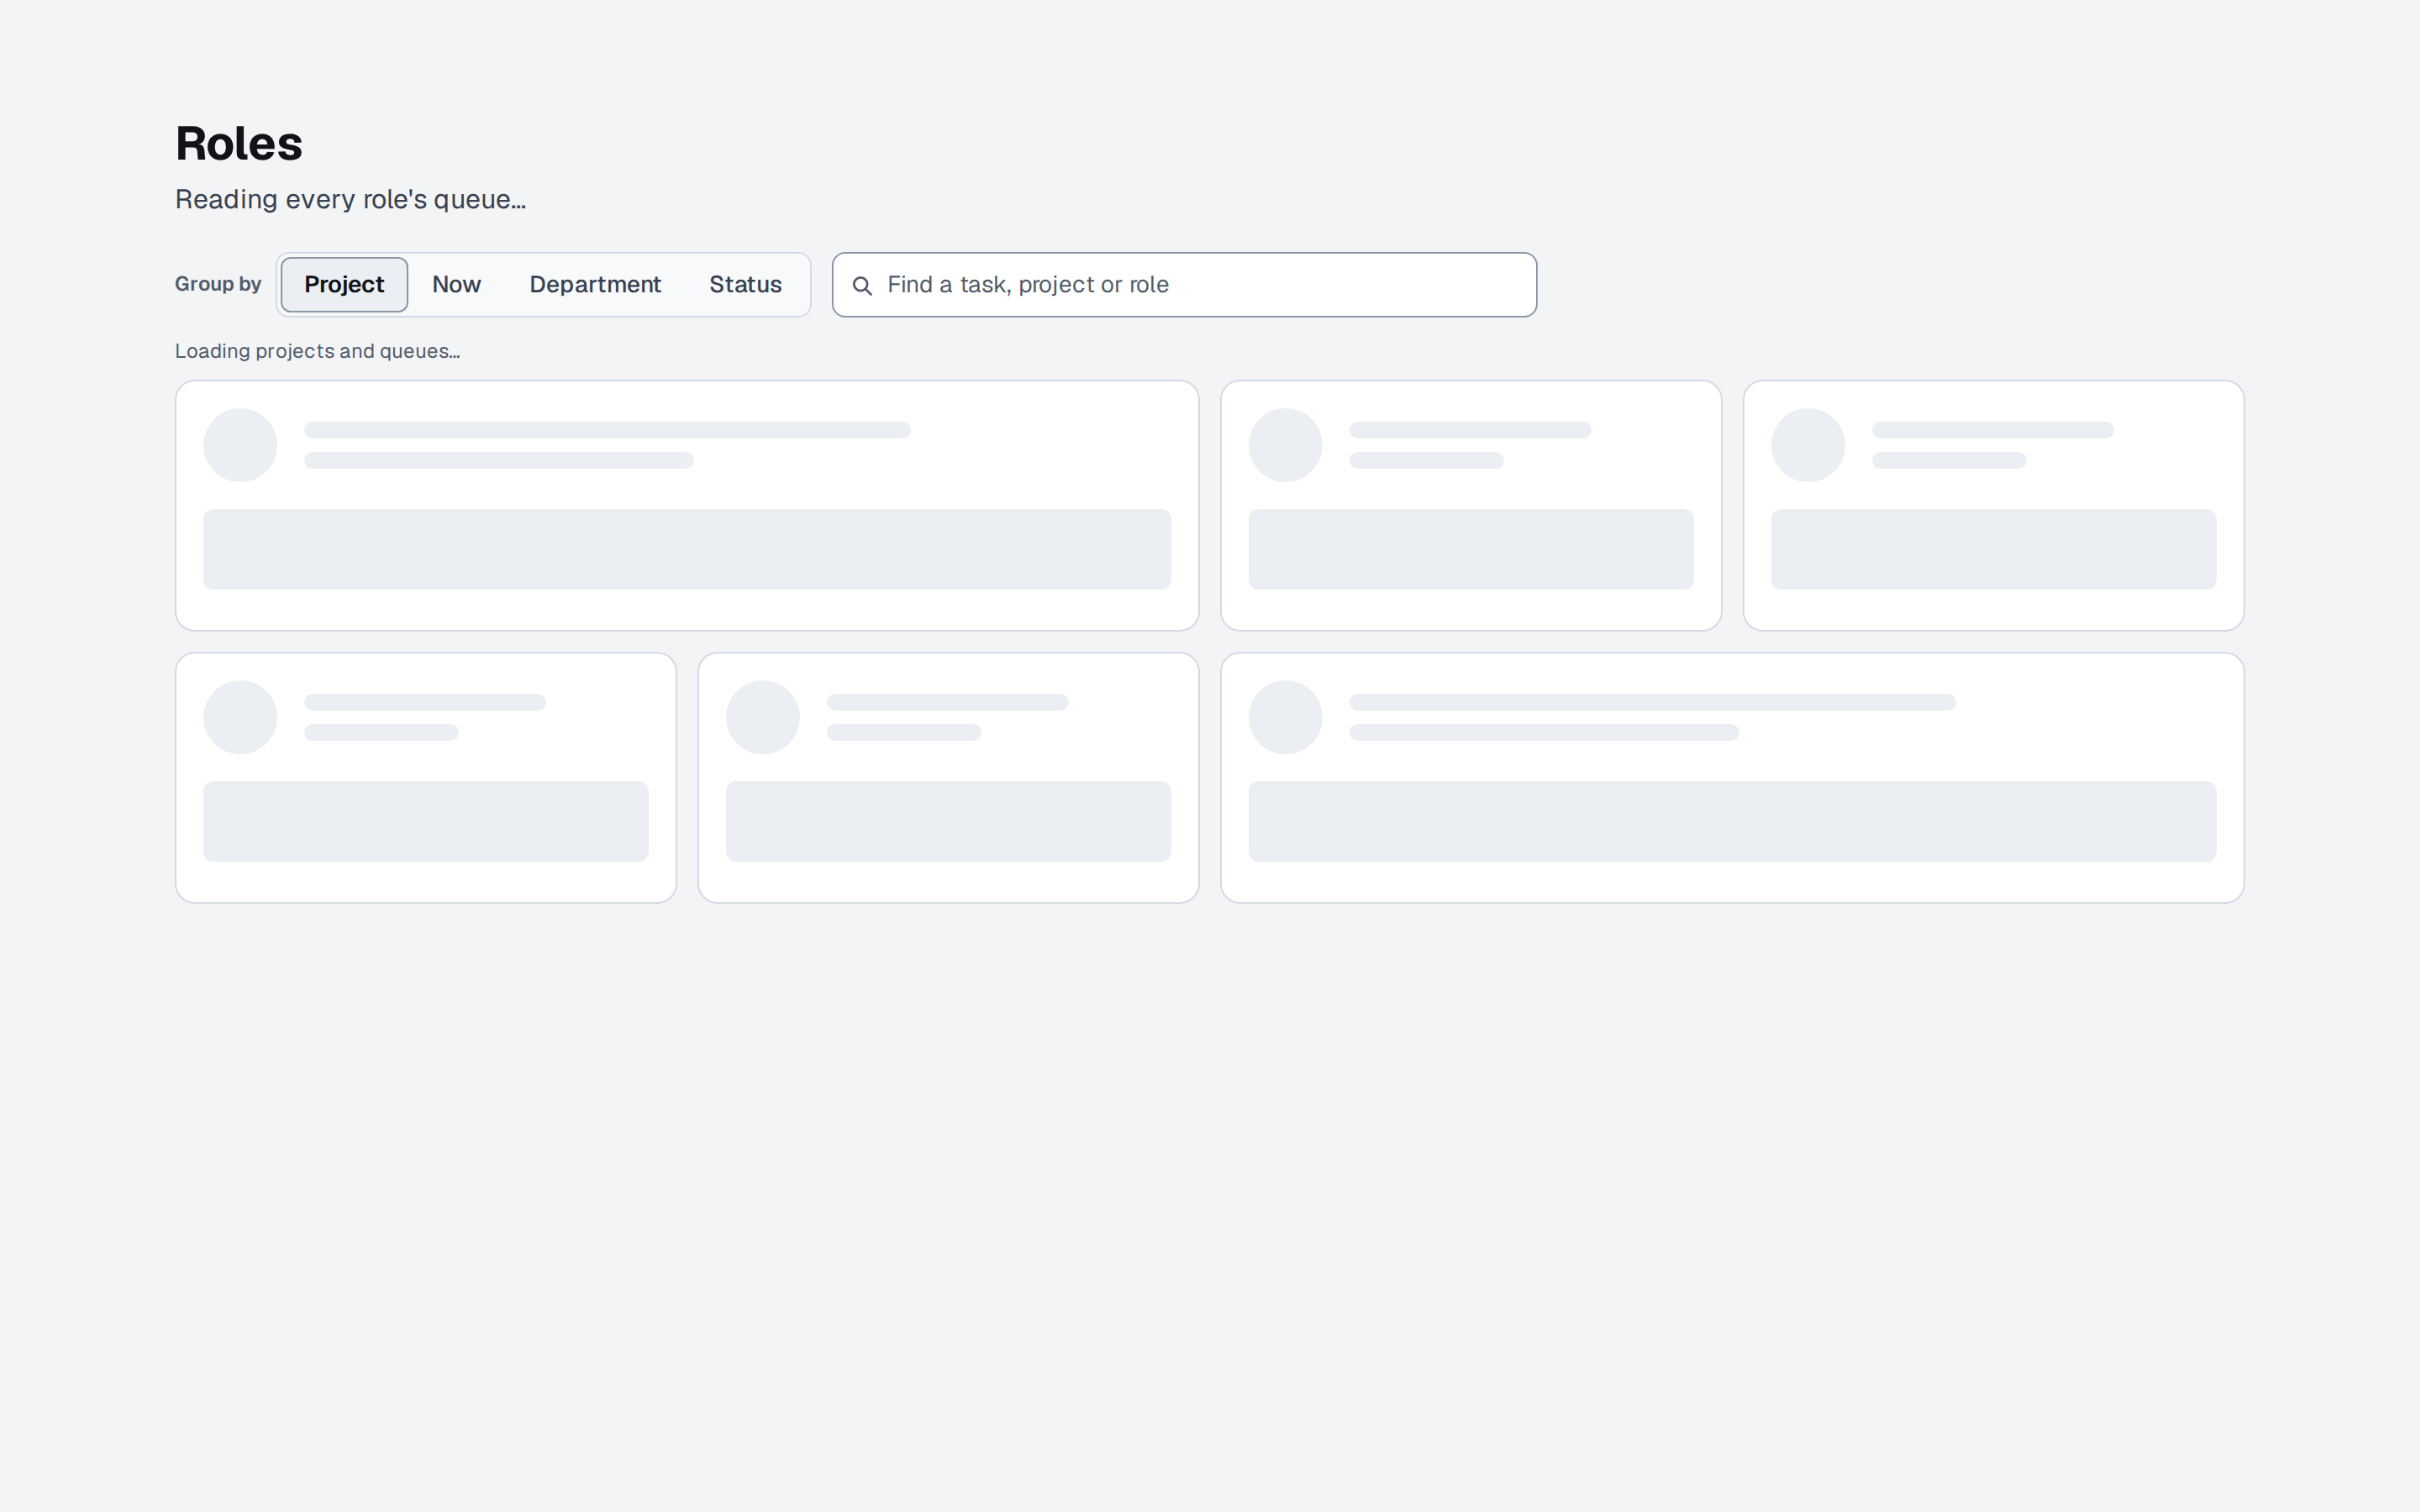 Roles
Reading every role's queue…
Group by Project Now Department Status Find a task, project or role
Loading projects and queues…